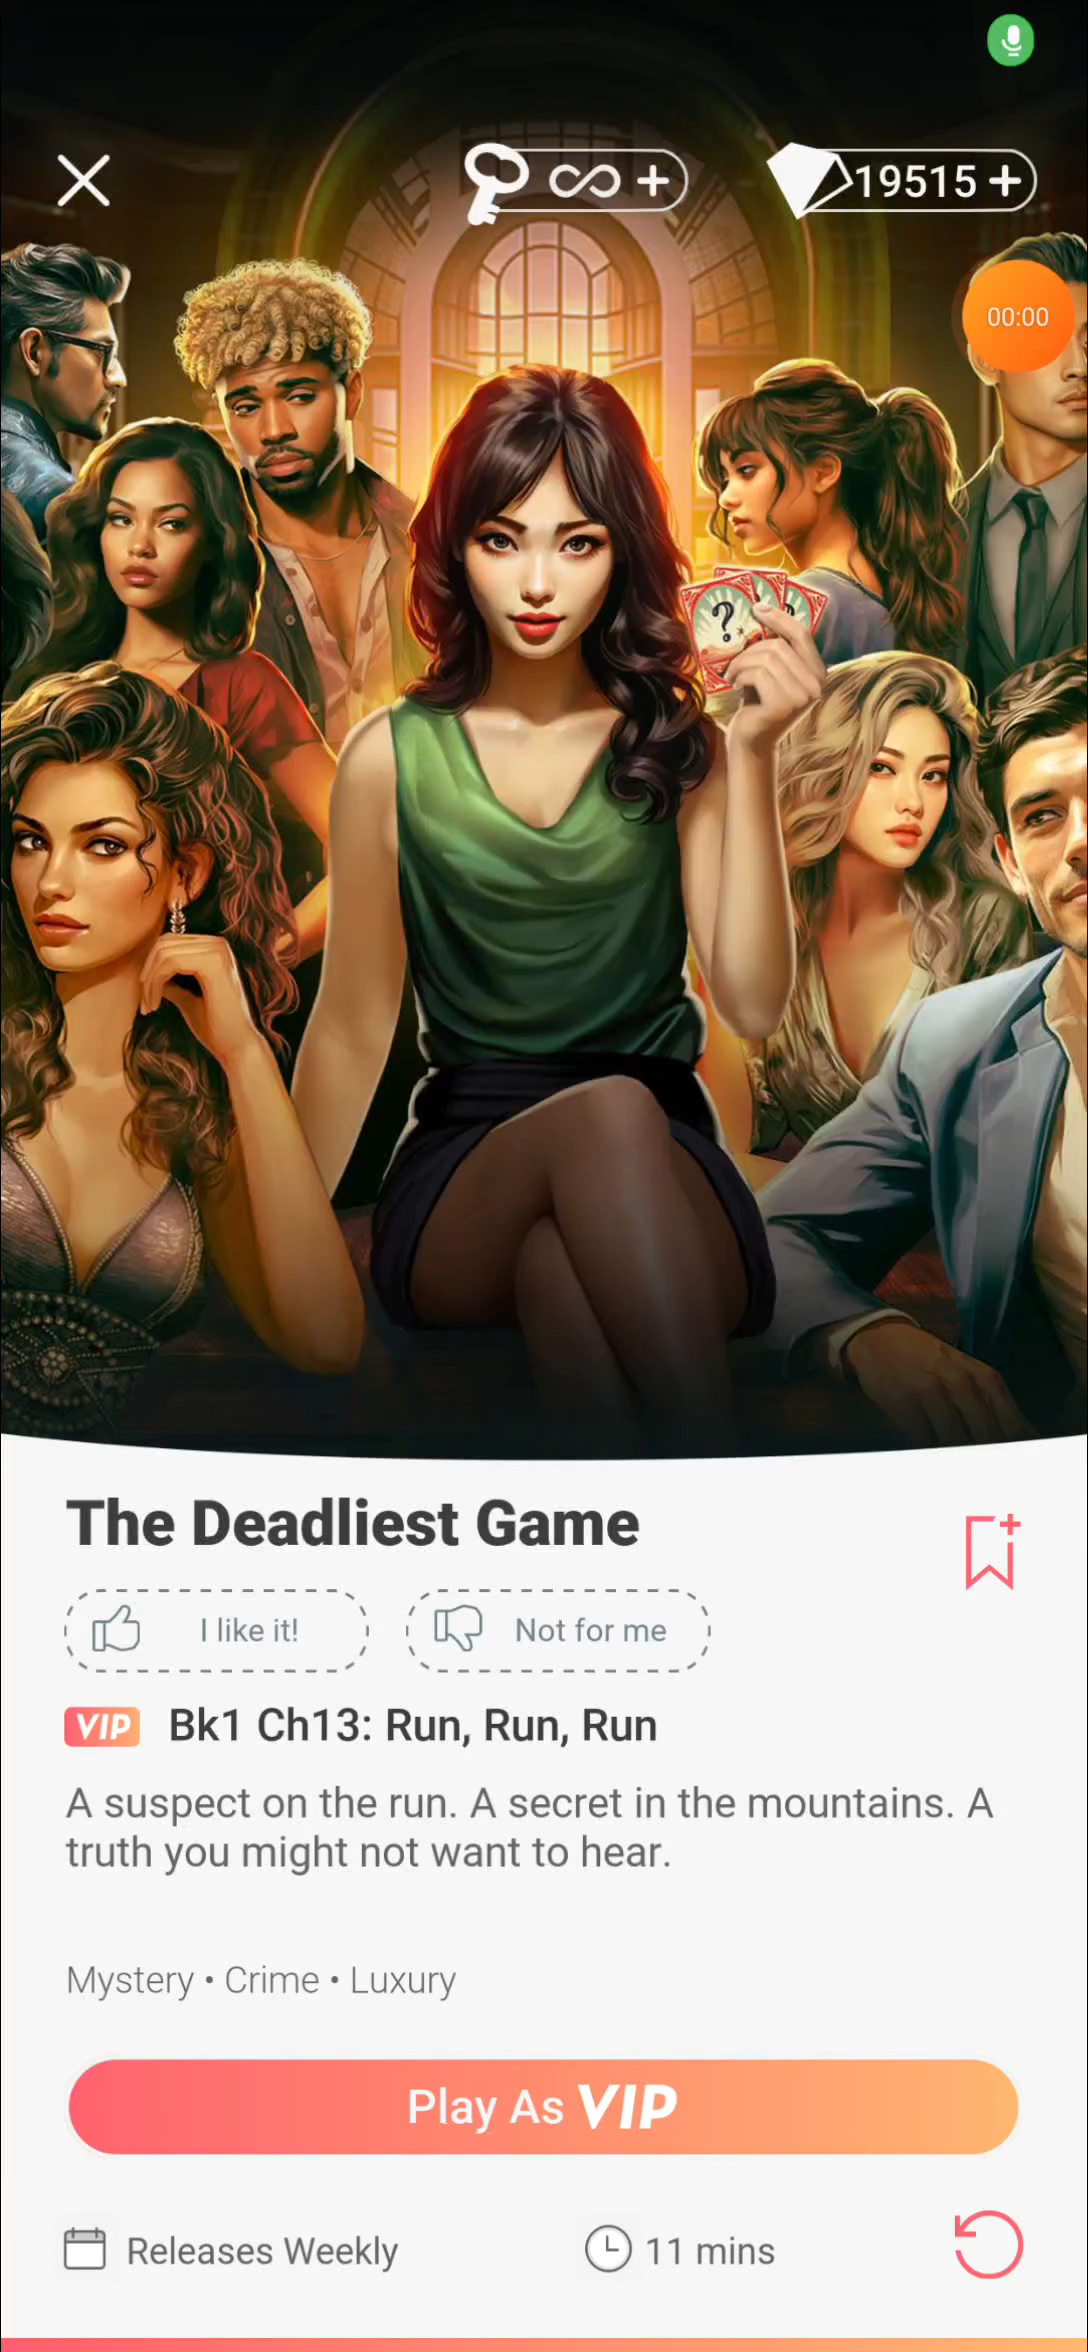 19515
00:00
?
The Deadliest Game
I like it!
Not for me
VIP Bk1 Ch13: Run, Run, Run
A suspect on the run. A secret in the mountains. A
truth you might not want to hear.
Mystery • Crime • Luxury
Play As VIP
Releases Weekly
11 mins